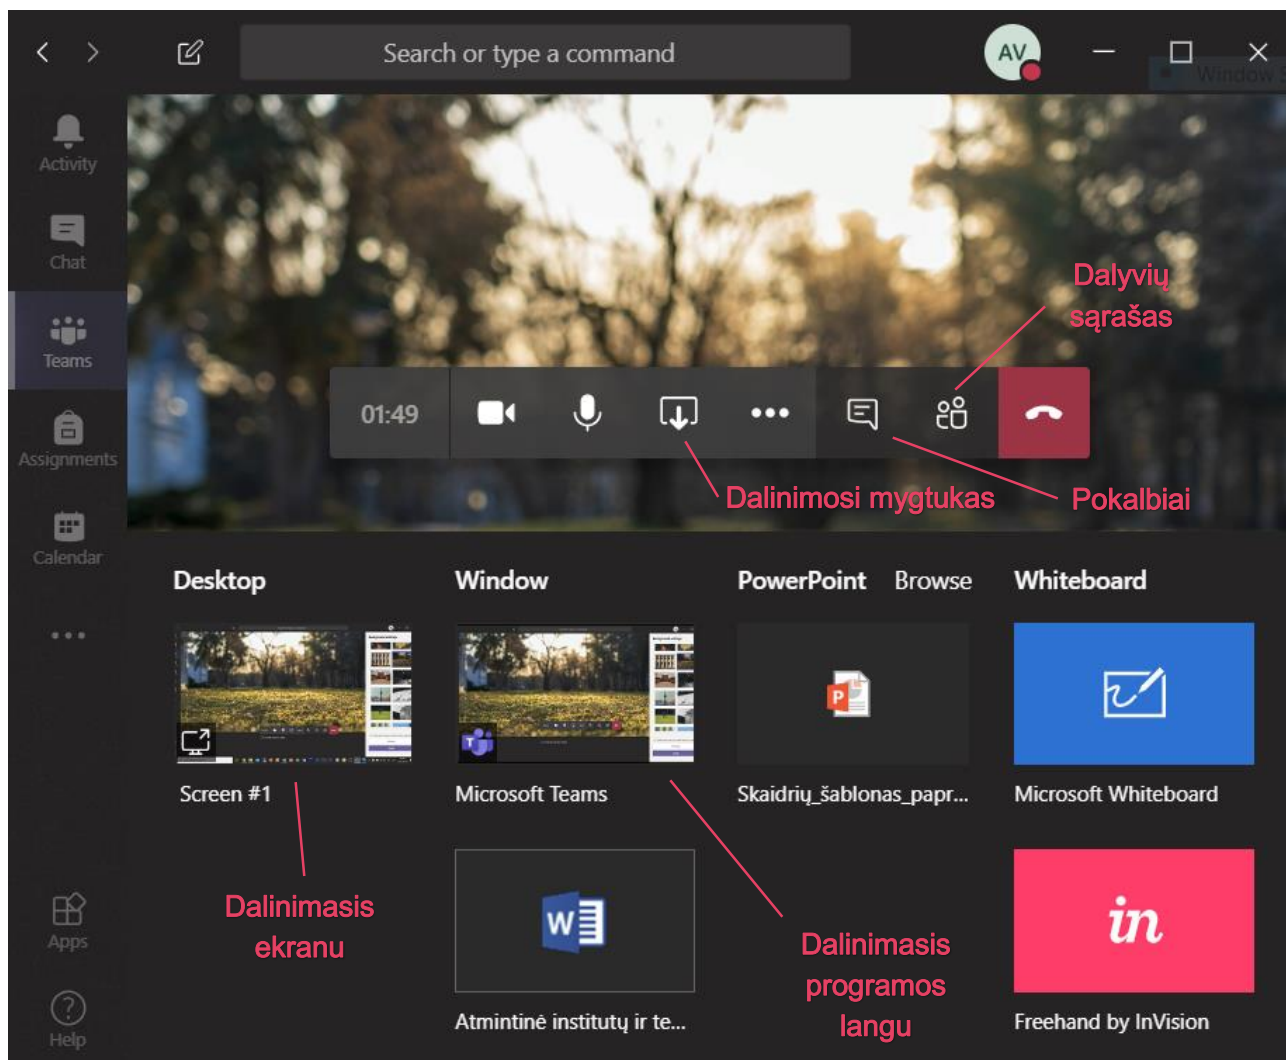 Search or type a command
AV
Window
Activity
Chat
Teams
Assignments
Calendar
Apps
Help
Dalyvių
sąrašas
01:49
Dalinimosi mygtukas
Pokalbiai
Desktop
Window
PowerPoint Browse
Whiteboard
Screen #1
Microsoft Teams
Skaidrių_šablonas_papr...
Microsoft Whiteboard
Dalinimasis
ekranu
W
Atmintinė institutų ir te...
Dalinimasis
programos
langu
in
Freehand by InVision